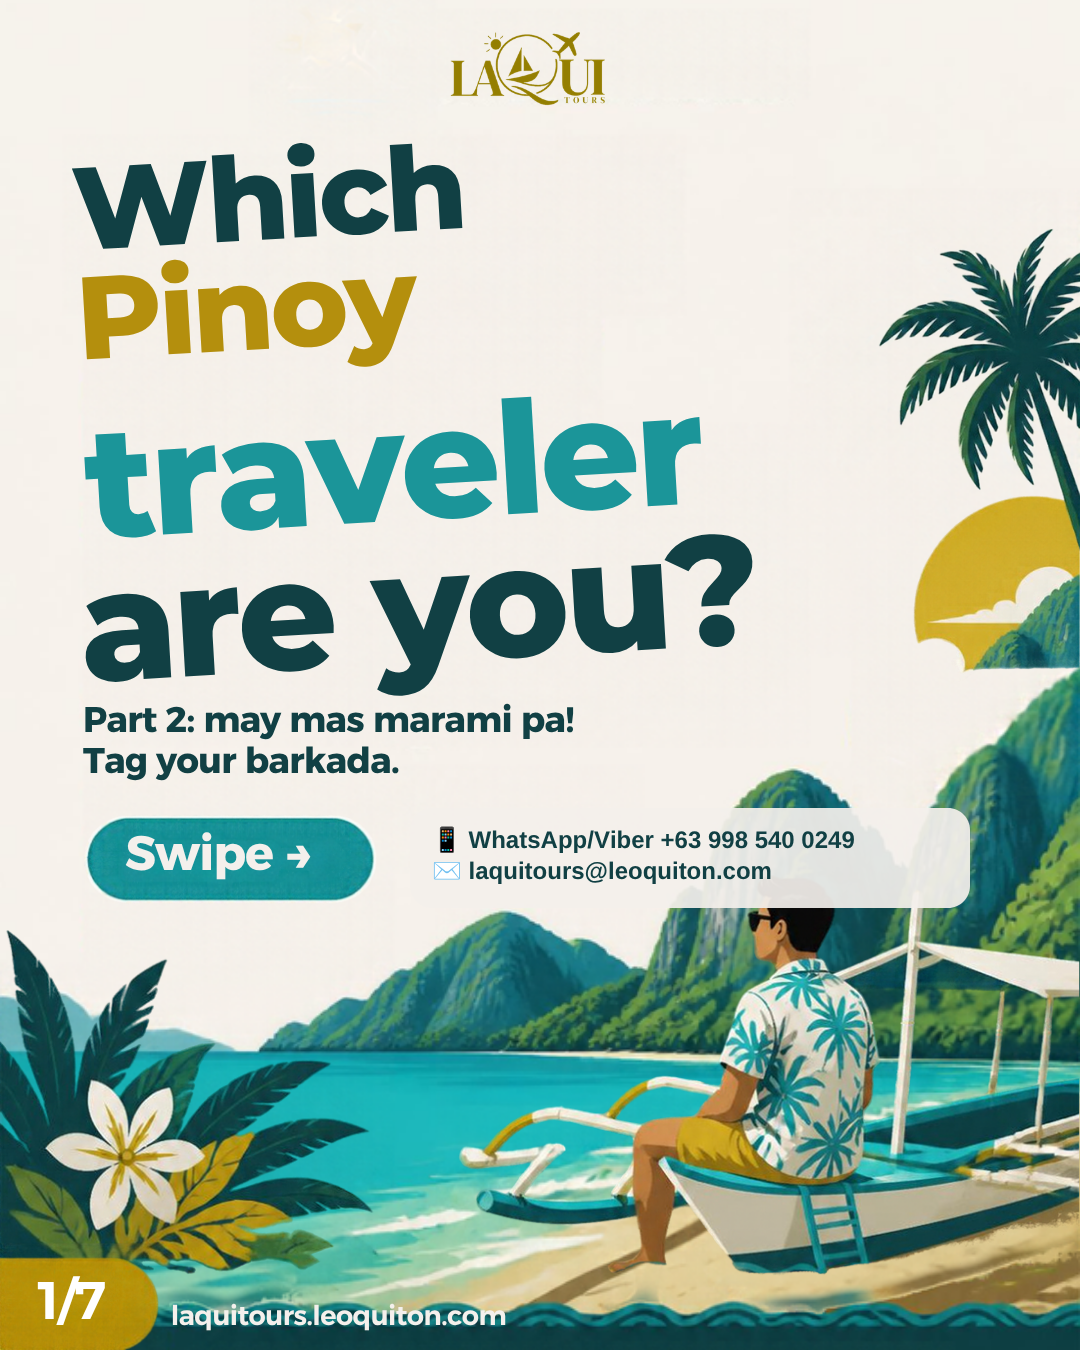 LAQUI
TOURS
Which
Pinoy
traveler
are you?
Part 2: may mas marami pa!
Tag your barkada.
Swipe →
📱 WhatsApp/Viber +63 998 540 0249
✉️ laquitours@leoquiton.com
1/7
laquitours.leoquiton.com